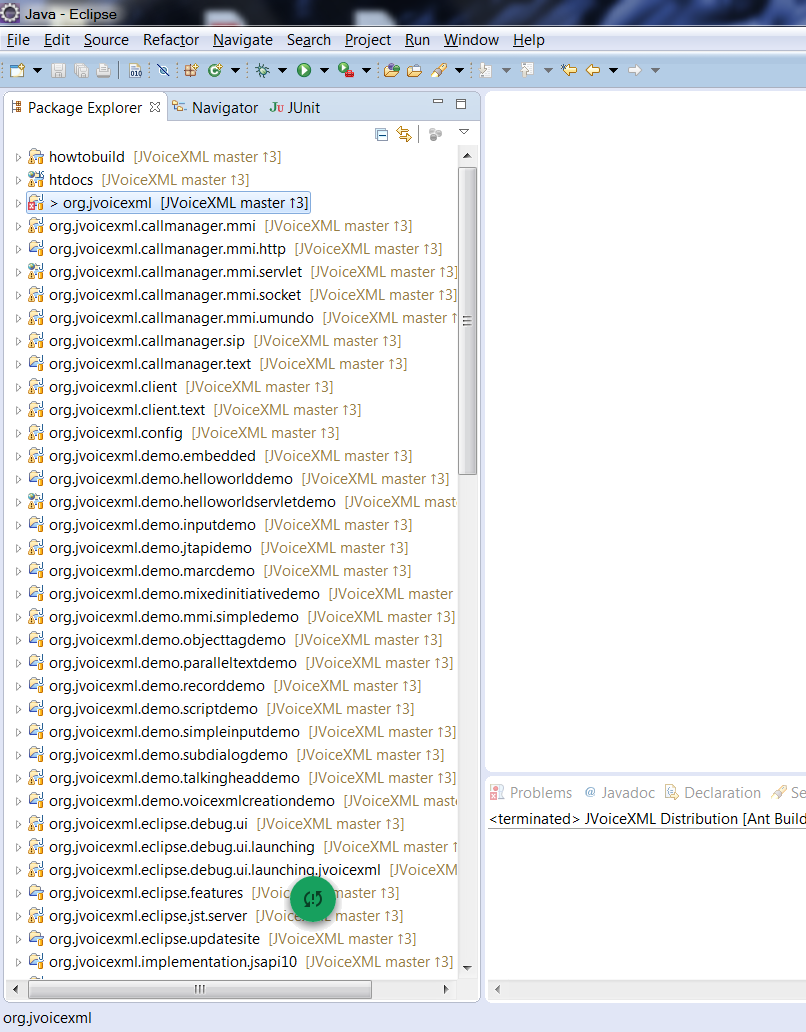 Java - Eclipse
File Edit Source Refactor Navigate Search Project Run Window Help
010
Package Explorer Navigator Ju JUnit
howtobuild [JVoiceXML master ↑3]
htdocs [JVoiceXML master ↑3]
> org.jvoicexml [JVoiceXML master ↑3]
org.jvoicexml.callmanager.mmi [JVoiceXML master ↑3]
org.jvoicexml.callmanager.mmi.http [JVoiceXML master ↑3]
org.jvoicexml.callmanager.mmi.servlet [JVoiceXML master ↑3]
org.jvoicexml.callmanager.mmi.socket [JVoiceXML master ↑3]
org.jvoicexml.callmanager.mmi.umundo [JVoiceXML master ↑
org.jvoicexml.callmanager.sip [JVoiceXML master ↑3]
org.jvoicexml.callmanager.text [JVoiceXML master ↑3]
org.jvoicexml.client [JVoiceXML master ↑3]
org.jvoicexml.client.text [JVoiceXML master ↑3]
org.jvoicexml.config [JVoiceXML master ↑3]
org.jvoicexml.demo.embedded [JVoiceXML master ↑3]
org.jvoicexml.demo.helloworlddemo [JVoiceXML master ↑3]
org.jvoicexml.demo.helloworldservletdemo [JVoiceXML mast
org.jvoicexml.demo.inputdemo [JVoiceXML master ↑3]
org.jvoicexml.demo.jtapidemo [JVoiceXML master ↑3]
org.jvoicexml.demo.marcdemo [JVoiceXML master ↑3]
org.jvoicexml.demo.mixedinitiativedemo [JVoiceXML master
org.jvoicexml.demo.mmi.simpledemo [JVoiceXML master ↑3]
org.jvoicexml.demo.objecttagdemo [JVoiceXML master ↑3]
org.jvoicexml.demo.paralleltextdemo [JVoiceXML master ↑3]
org.jvoicexml.demo.recorddemo [JVoiceXML master ↑3]
org.jvoicexml.demo.scriptdemo [JVoiceXML master ↑3]
org.jvoicexml.demo.simpleinputdemo [JVoiceXML master ↑3]
org.jvoicexml.demo.subdialogdemo [JVoiceXML master ↑3]
org.jvoicexml.demo.talkingheaddemo [JVoiceXML master ↑3]
org.jvoicexml.demo.voicexmlcreationdemo [JVoiceXML mast
org.jvoicexml.eclipse.debug.ui [JVoiceXML master ↑3]
org.jvoicexml.eclipse.debug.ui.launching [JVoiceXML master ↑
org.jvoicexml.eclipse.debug.ui.launching.jvoicexml [JVoiceXM
org.jvoicexml.eclipse.features [JVoic master ↑3]
org.jvoicexml.eclipse.jst.server [JVoice master ↑3]
org.jvoicexml.eclipse.updatesite [JVoiceXML master ↑3]
org.jvoicexml.implementation.jsapi10 [JVoiceXML master ↑3]
Problems @ Javadoc Declaration Se
<terminated> JVoiceXML Distribution [Ant Build
org.jvoicexml